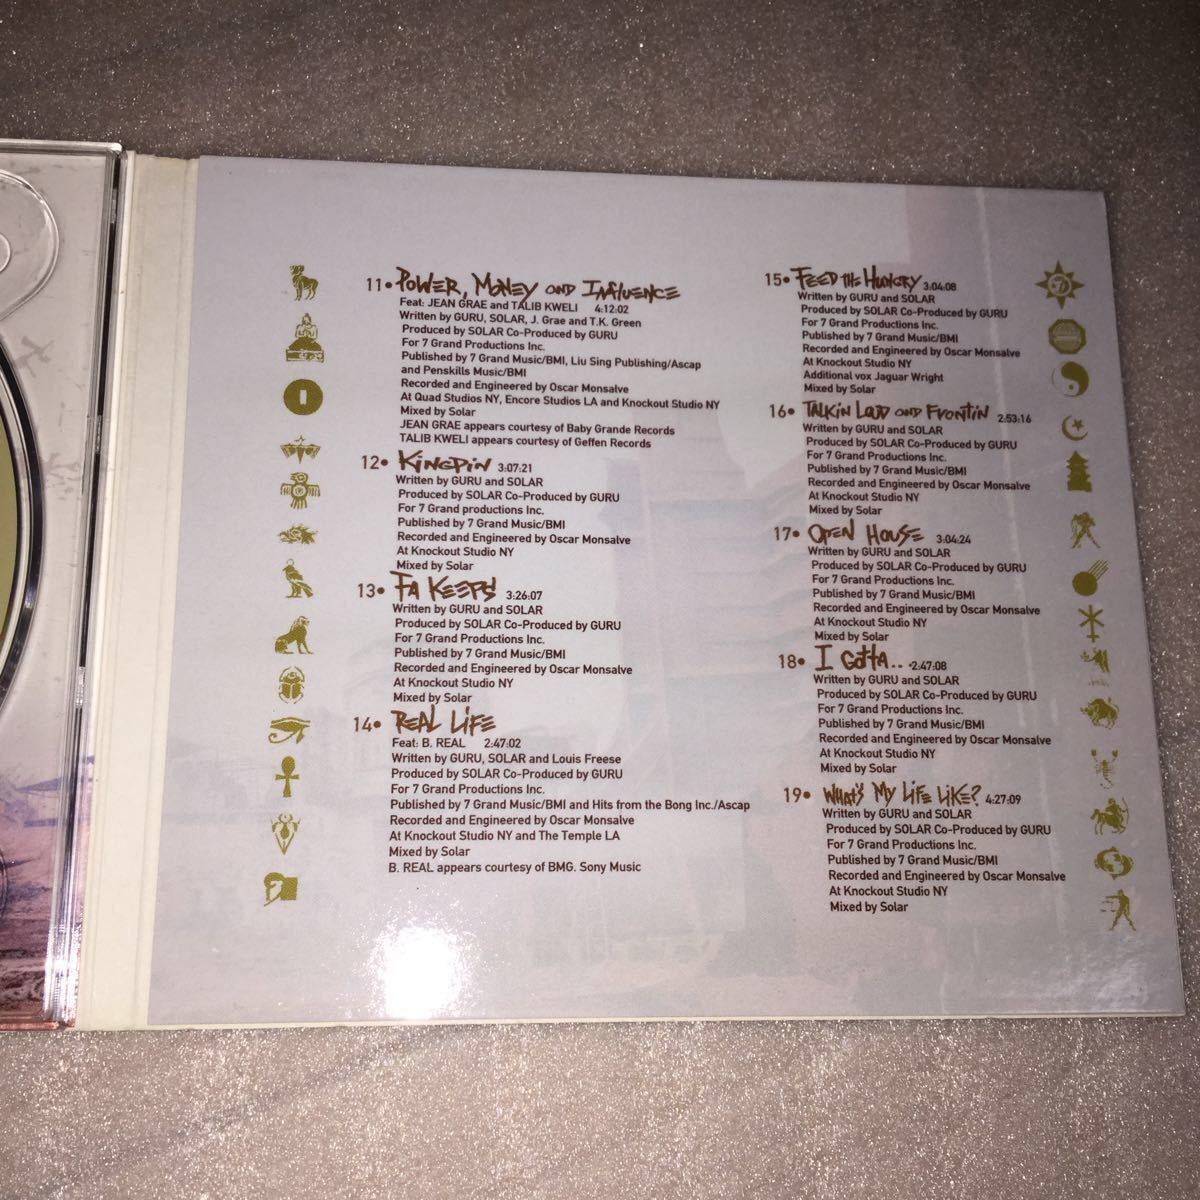 11• POWER, MONEY AND INFLUENCE
Feat: JEAN GRAE and TALIB KWELI 4:12:02
Written by GURU, SOLAR, J. Grae and T.K. Green
Produced by SOLAR Co-Produced by GURU
For 7 Grand Productions Inc.
Published by 7 Grand Music/BMI, Liu Sing Publishing/Ascap
and Penskills Music/BMI
Recorded and Engineered by Oscar Monsalve
At Quad Studios NY, Encore Studios LA and Knockout Studio NY
Mixed by Solar
JEAN GRAE appears courtesy of Baby Grande Records
TALIB KWELI appears courtesy of Geffen Records
12• KINGPIN 3:07:21
Written by GURU and SOLAR
Produced by SOLAR Co-Produced by GURU
For 7 Grand productions Inc.
Published by 7 Grand Music/BMI
Recorded and Engineered by Oscar Monsalve
At Knockout Studio NY
Mixed by Solar
13• FA KEEPS 3:26:07
Written by GURU and SOLAR
Produced by SOLAR Co-Produced by GURU
For 7 Grand Productions Inc.
Published by 7 Grand Music/BMI
Recorded and Engineered by Oscar Monsalve
At Knockout Studio NY
Mixed by Solar
14• REAL LIFE
Feat: B. REAL 2:47:02
Written by GURU, SOLAR and Louis Freese
Produced by SOLAR Co-Produced by GURU
For 7 Grand Productions Inc.
Published by 7 Grand Music/BMI and Hits from the Bong Inc./Ascap
Recorded and Engineered by Oscar Monsalve
At Knockout Studio NY and The Temple LA
Mixed by Solar
B. REAL appears courtesy of BMG. Sony Music
15• FEED THE HUNGRY 3:04:08
Written by GURU and SOLAR
Produced by SOLAR Co-Produced by GURU
For 7 Grand Productions Inc.
Published by 7 Grand Music/BMI
Recorded and Engineered by Oscar Monsalve
At Knockout Studio NY
Additional vox Jaguar Wright
Mixed by Solar
16• TALKIN LOUD AND FRONTIN 2:53:16
Written by GURU and SOLAR
Produced by SOLAR Co-Produced by GURU
For 7 Grand Productions Inc.
Published by 7 Grand Music/BMI
Recorded and Engineered by Oscar Monsalve
At Knockout Studio NY
Mixed by Solar
17• OPEN HOUSE 3:04:24
Written by GURU and SOLAR
Produced by SOLAR Co-Produced by GURU
For 7 Grand Productions Inc.
Published by 7 Grand Music/BMI
Recorded and Engineered by Oscar Monsalve
At Knockout Studio NY
Mixed by Solar
18• I GOTTA.. •2:47:08
Written by GURU and SOLAR
Produced by SOLAR Co-Produced by GURU
For 7 Grand Productions Inc.
Published by 7 Grand Music/BMI
Recorded and Engineered by Oscar Monsalve
At Knockout Studio NY
Mixed by Solar
19• WHAT'S MY LIFE LIKE? 4:27:09
Written by GURU and SOLAR
Produced by SOLAR Co-Produced by GURU
For 7 Grand Productions Inc.
Published by 7 Grand Music/BMI
Recorded and Engineered by Oscar Monsalve
At Knockout Studio NY
Mixed by Solar